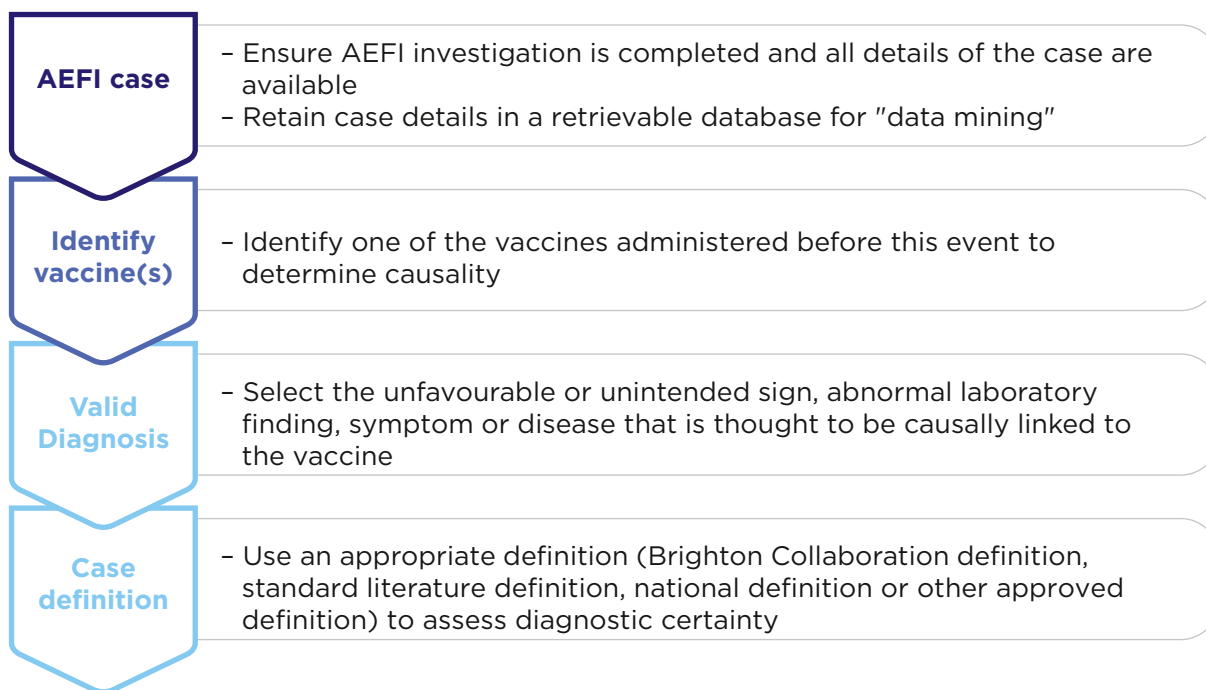 AEFI case
– Ensure AEFI investigation is completed and all details of the case are
available
– Retain case details in a retrievable database for "data mining"
Identify
vaccine(s)
– Identify one of the vaccines administered before this event to
determine causality
Valid
Diagnosis
– Select the unfavourable or unintended sign, abnormal laboratory
finding, symptom or disease that is thought to be causally linked to
the vaccine
Case
definition
– Use an appropriate definition (Brighton Collaboration definition,
standard literature definition, national definition or other approved
definition) to assess diagnostic certainty